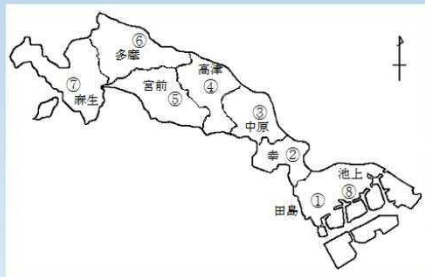 ⑥
多摩
⑦
麻生
宮前
⑤
高津
④
③
中原
幸 ②
池上
① ⑧
田島